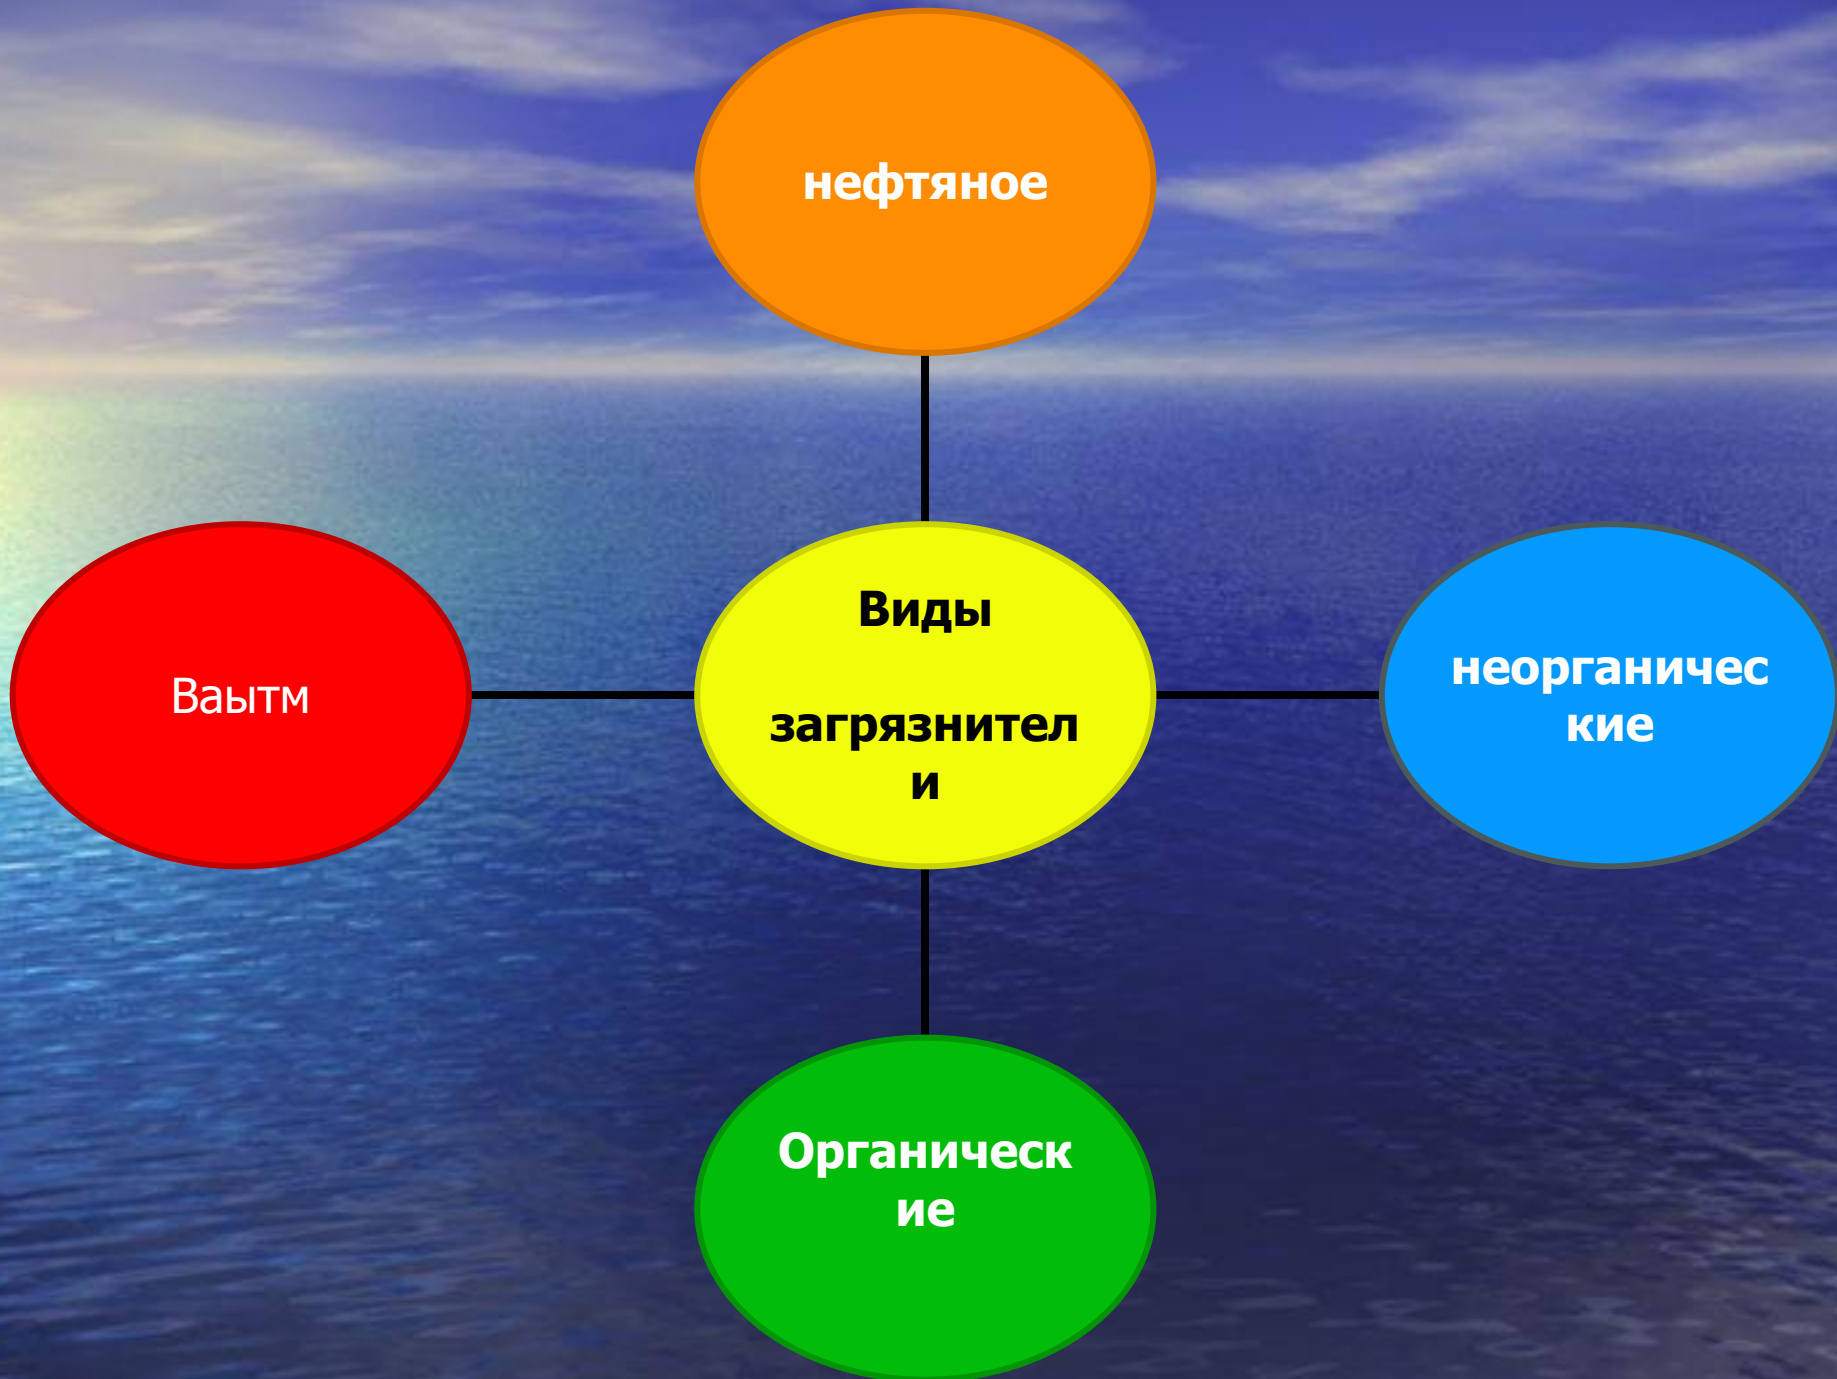 нефтяное
Ваытм
Виды
загрязнител
и
неорганичес
кие
Органическ
ие